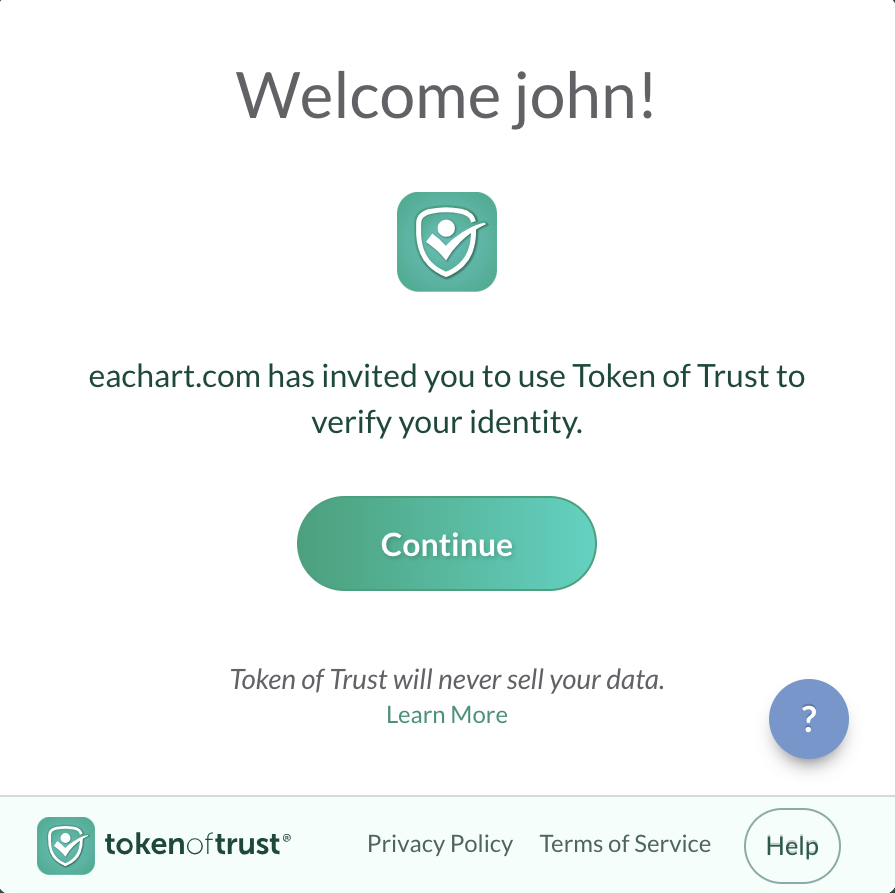 Welcome john!
eachart.com has invited you to use Token of Trust to
verify your identity.
Continue
Token of Trust will never sell your data.
Learn More
?
tokenoftrust®
Privacy Policy
Terms of Service
Help